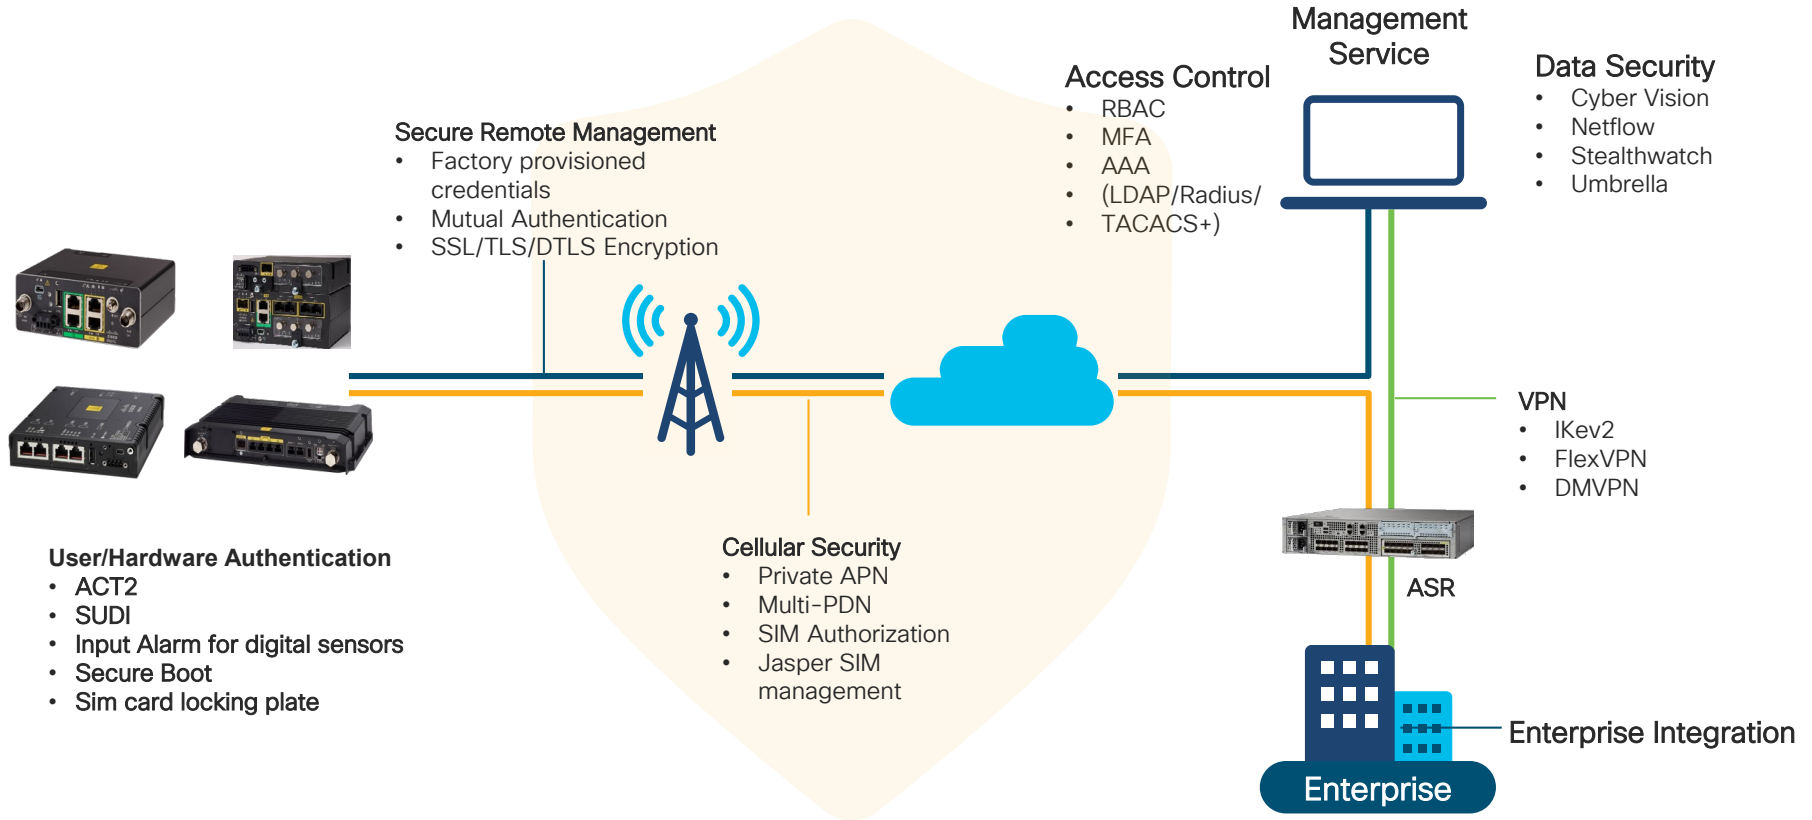 Management
Service
Access Control
• RBAC
• MFA
• AAA
• (LDAP/Radius/
• TACACS+)
Data Security
• Cyber Vision
• Netflow
• Stealthwatch
• Umbrella
Secure Remote Management
• Factory provisioned
credentials
• Mutual Authentication
• SSL/TLS/DTLS Encryption
VPN
• IKev2
• FlexVPN
• DMVPN
User/Hardware Authentication
• ACT2
• SUDI
• Input Alarm for digital sensors
• Secure Boot
• Sim card locking plate
Cellular Security
• Private APN
• Multi-PDN
• SIM Authorization
• Jasper SIM
management
ASR
Enterprise Integration
Enterprise